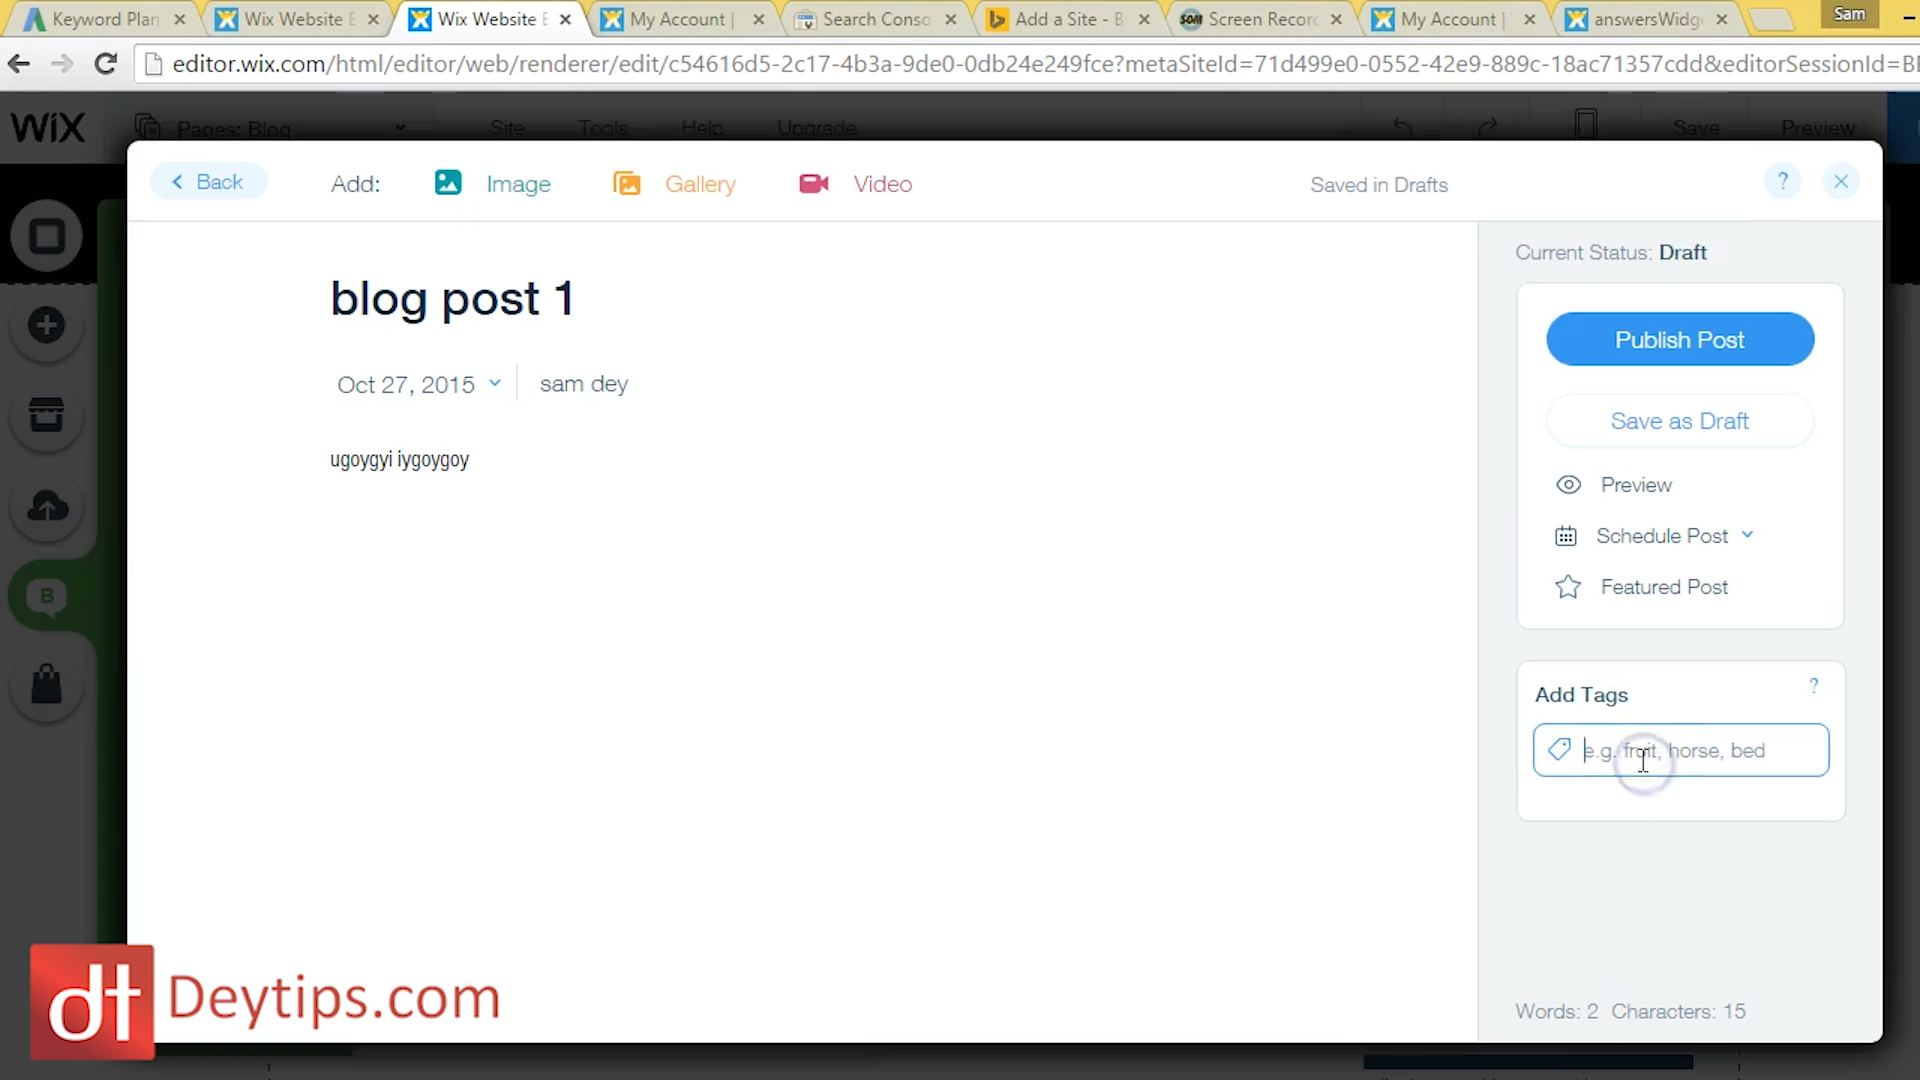 Keyword Plan
Wix Website E
Wix Website E
My Account |
Search Conso
Add a Site - B
Screen Record
My Account |
answersWidg
Sam
editor.wix.com/html/editor/web/renderer/edit/c54616d5-2c17-4b3a-9de0-0db24e249fce?metaSiteId=71d499e0-0552-42e9-889c-18ac71357cdd&editorSessionId=B
WiX
Pages: Blog
Site
Tools
Help
Upgrade
Save
Preview
Back
Add:
Image
Gallery
Video
Saved in Drafts
?
blog post 1
Oct 27, 2015
sam dey
ugoygyi iygoygoy
Current Status: Draft
Publish Post
Save as Draft
Preview
Schedule Post
Featured Post
Add Tags
?
e.g. fruit, horse, bed
Words: 2 Characters: 15
B
dt Deytips.com